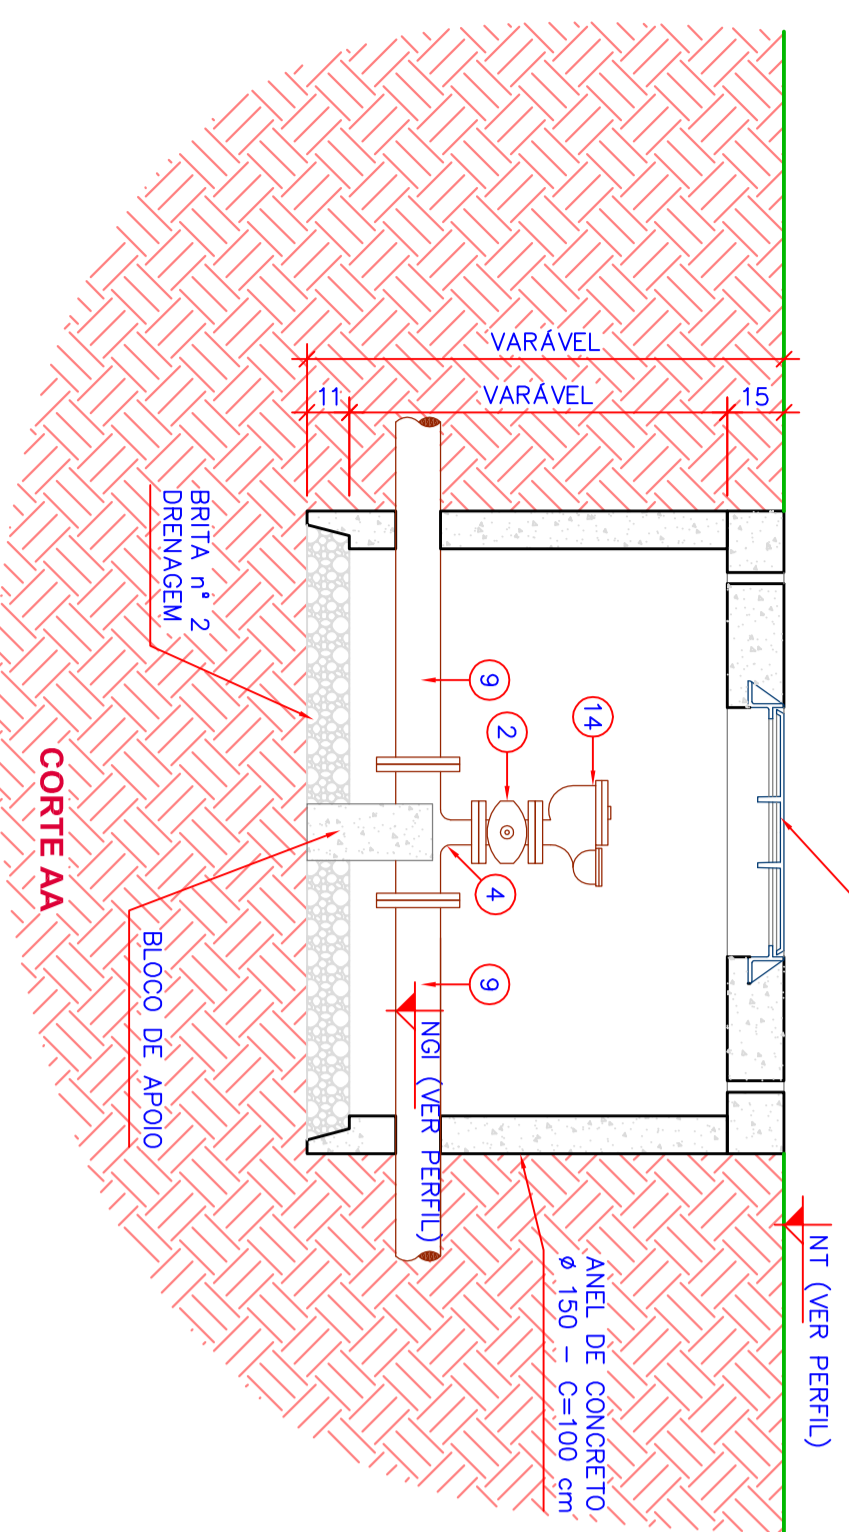 VARÁVEL
11
VARÁVEL
15
NT (VER PERFIL)
14
2
9
4
9
NGI (VER PERFIL)
ANEL DE CONCRETO
ø 150 - C=100 cm
BRITA n° 2
DRENAGEM
BLOCO DE APOIO
CORTE AA